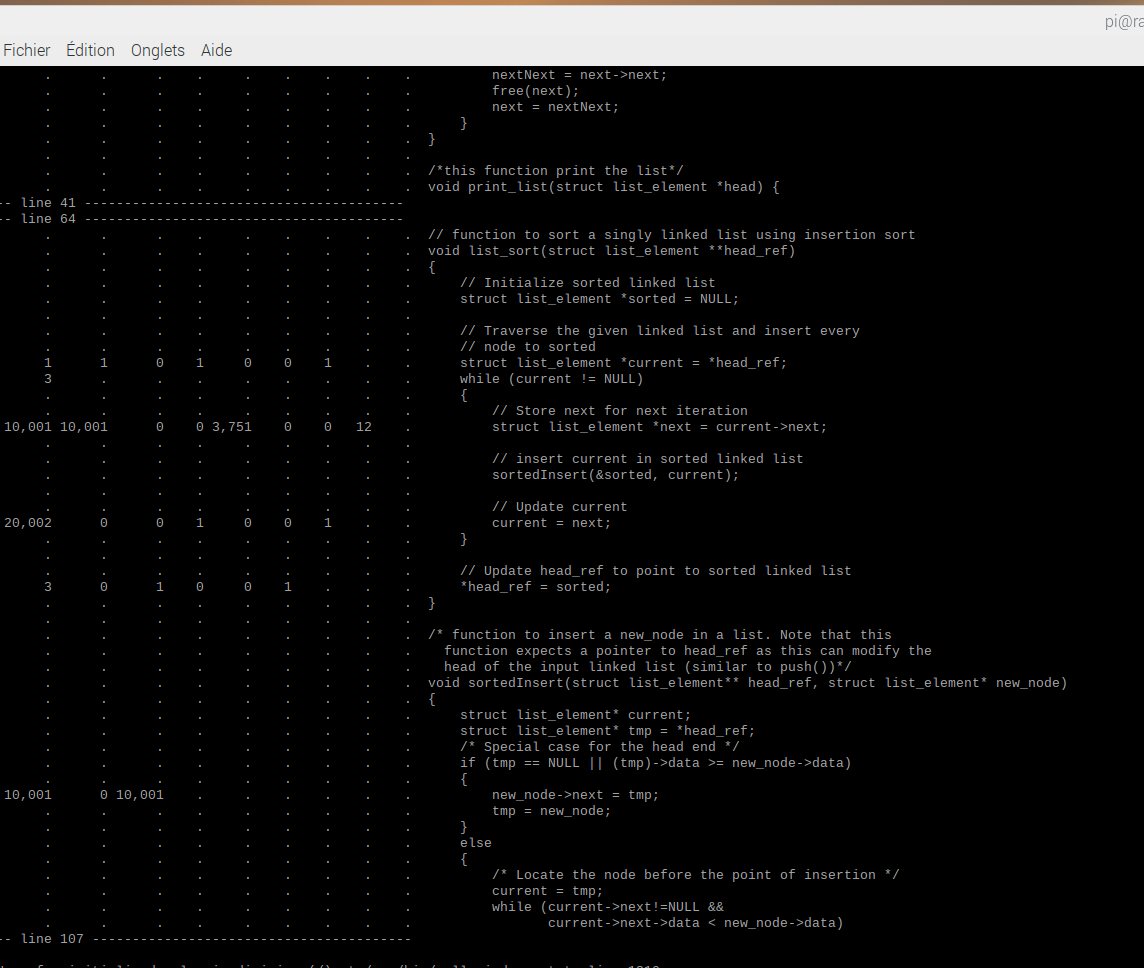 pi@ra
Fichier Édition Onglets Aide
. . . . . . . . . nextNext = next->next;
. . . . . . . . . free(next);
. . . . . . . . . next = nextNext;
. . . . . . . . . }
. . . . . . . . . }
. . . . . . . . .
. . . . . . . . . /*this function print the list*/
. . . . . . . . . void print_list(struct list_element *head) {
-- line 41 ----------------------------------------
-- line 64 ----------------------------------------
. . . . . . . . . // function to sort a singly linked list using insertion sort
. . . . . . . . . void list_sort(struct list_element **head_ref)
. . . . . . . . . {
. . . . . . . . . // Initialize sorted linked list
. . . . . . . . . struct list_element *sorted = NULL;
. . . . . . . . .
. . . . . . . . . // Traverse the given linked list and insert every
. . . . . . . . . // node to sorted
1 1 0 1 0 0 1 . . struct list_element *current = *head_ref;
3 . . . . . . . . while (current != NULL)
. . . . . . . . . {
. . . . . . . . . // Store next for next iteration
10,001 10,001 0 0 3,751 0 0 12 . struct list_element *next = current->next;
. . . . . . . . .
. . . . . . . . . // insert current in sorted linked list
. . . . . . . . . sortedInsert(&sorted, current);
. . . . . . . . .
. . . . . . . . . // Update current
20,002 0 0 1 0 0 1 . . current = next;
. . . . . . . . . }
. . . . . . . . .
. . . . . . . . . // Update head_ref to point to sorted linked list
3 0 1 0 0 1 . . . *head_ref = sorted;
. . . . . . . . . }
. . . . . . . . .
. . . . . . . . . /* function to insert a new_node in a list. Note that this
. . . . . . . . . function expects a pointer to head_ref as this can modify the
. . . . . . . . . head of the input linked list (similar to push())*/
. . . . . . . . . void sortedInsert(struct list_element** head_ref, struct list_element* new_node)
. . . . . . . . . {
. . . . . . . . . struct list_element* current;
. . . . . . . . . struct list_element* tmp = *head_ref;
. . . . . . . . . /* Special case for the head end */
. . . . . . . . . if (tmp == NULL || (tmp)->data >= new_node->data)
. . . . . . . . . {
10,001 0 10,001 . . . . . . new_node->next = tmp;
. . . . . . . . . tmp = new_node;
. . . . . . . . . }
. . . . . . . . . else
. . . . . . . . . {
. . . . . . . . . /* Locate the node before the point of insertion */
. . . . . . . . . current = tmp;
. . . . . . . . . while (current->next!=NULL &&
. . . . . . . . . current->next->data < new_node->data)
-- line 107 ----------------------------------------